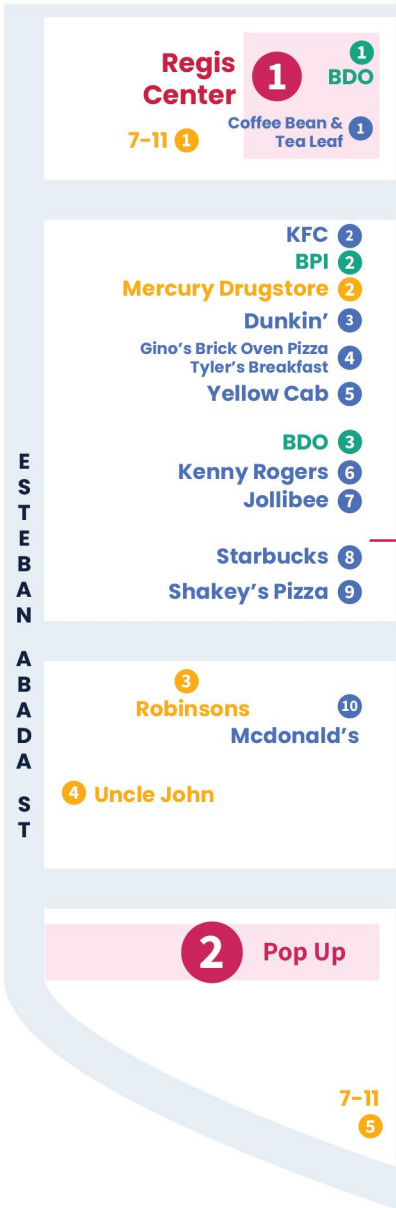 Regis
Center
1
1
BDO
Coffee Bean &
Tea Leaf 1
7-11 1
KFC 2
BPI 2
Mercury Drugstore 2
Dunkin' 3
Gino's Brick Oven Pizza
Tyler's Breakfast 4
Yellow Cab 5
BDO 3
Kenny Rogers 6
Jollibee 7
Starbucks 8
Shakey's Pizza 9
ESTEBAN ABADA ST
3
Robinsons
10
Mcdonald's
4 Uncle John
2 Pop Up
7-11
5